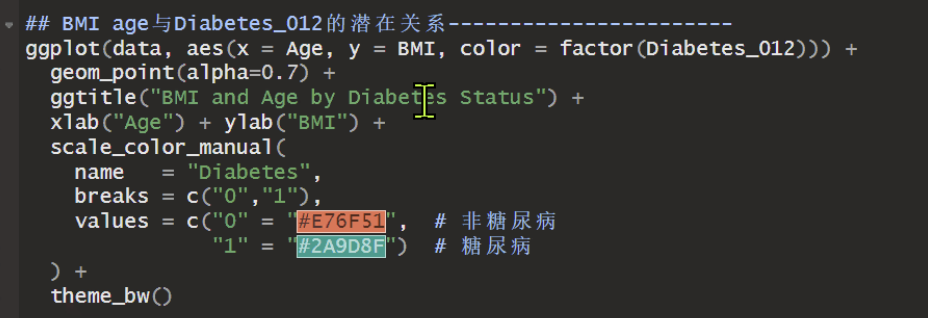 ## BMI age与Diabetes_012的潜在关系-----------------------
ggplot(data, aes(x = Age, y = BMI, color = factor(Diabetes_012))) +
  geom_point(alpha=0.7) +
  ggtitle("BMI and Age by Diabetes Status") +
  xlab("Age") + ylab("BMI") +
  scale_color_manual(
    name   = "Diabetes",
    breaks = c("0","1"),
    values = c("0" = "#E76F51",  # 非糖尿病
               "1" = "#2A9D8F")  # 糖尿病
  ) +
  theme_bw()